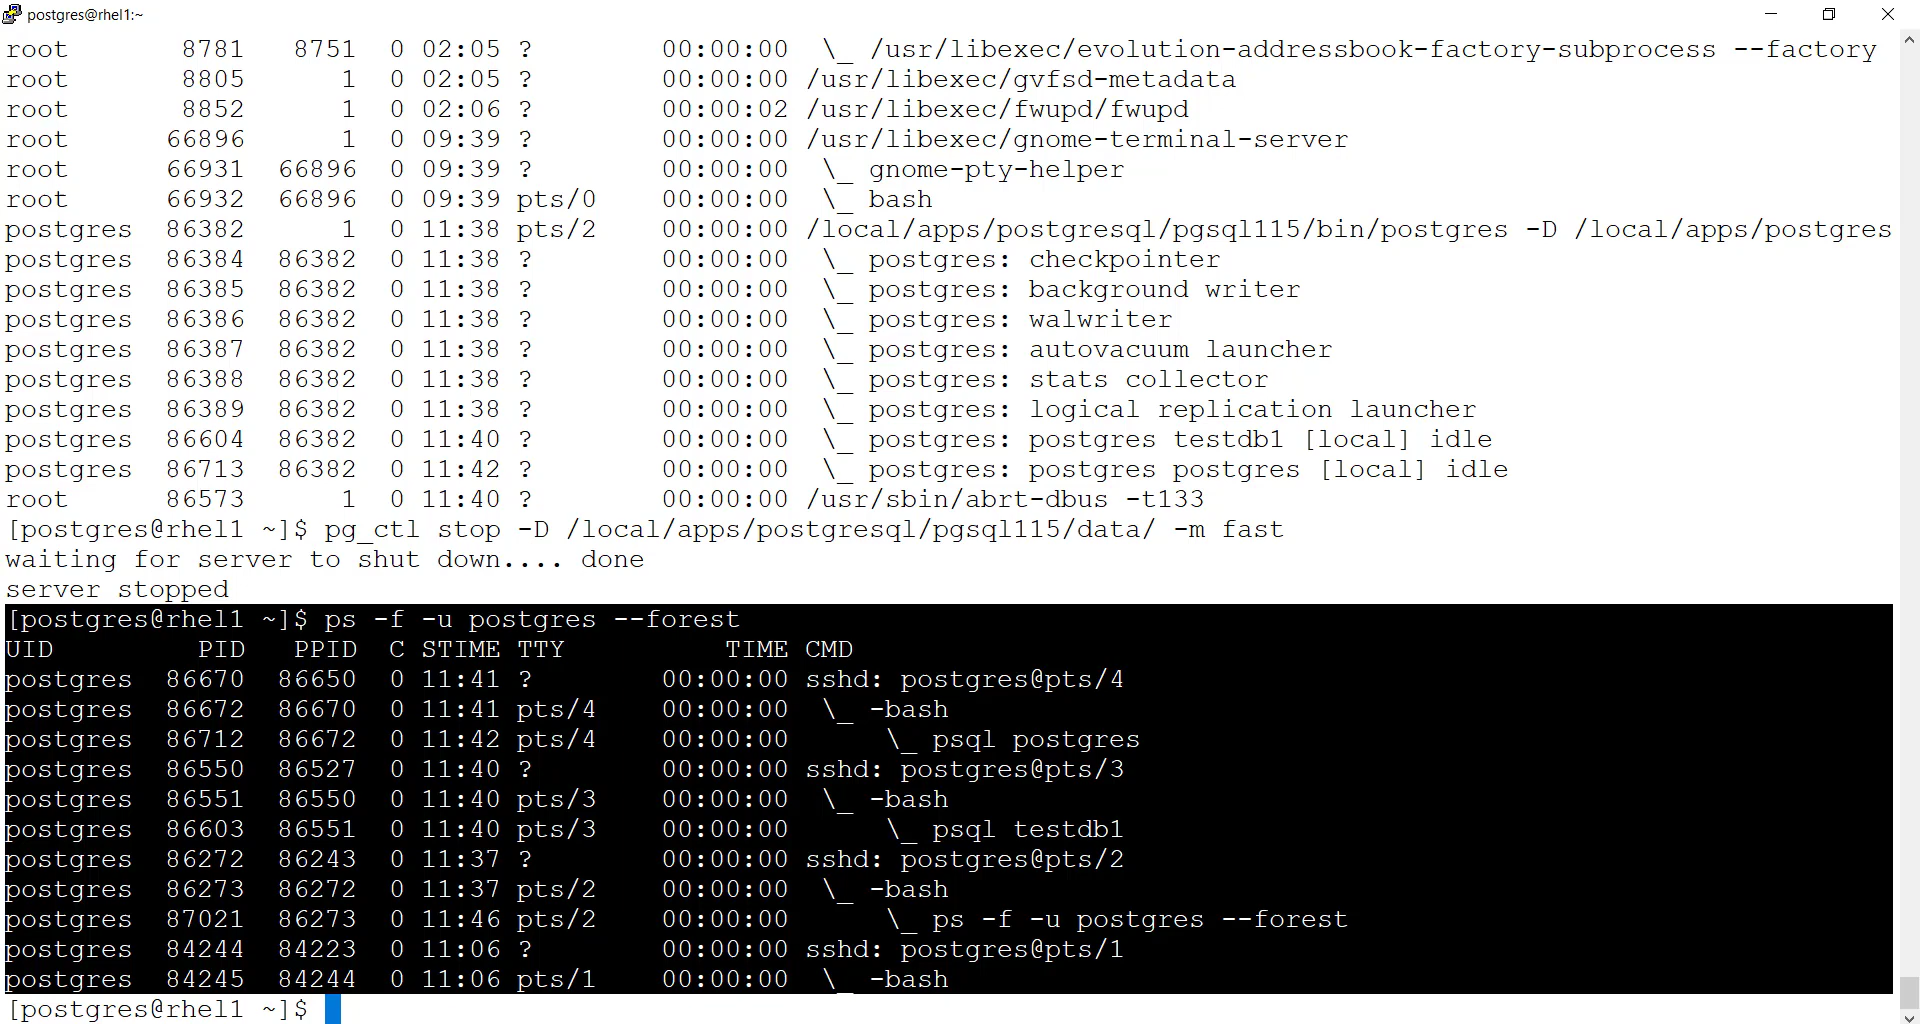 postgres@rhel1:~
root       8781   8751  0 02:05 ?        00:00:00  \_ /usr/libexec/evolution-addressbook-factory-subprocess --factory
root       8805      1  0 02:05 ?        00:00:00 /usr/libexec/gvfsd-metadata
root       8852      1  0 02:06 ?        00:00:02 /usr/libexec/fwupd/fwupd
root      66896      1  0 09:39 ?        00:00:00 /usr/libexec/gnome-terminal-server
root      66931  66896  0 09:39 ?        00:00:00  \_ gnome-pty-helper
root      66932  66896  0 09:39 pts/0    00:00:00  \_ bash
postgres  86382      1  0 11:38 pts/2    00:00:00 /local/apps/postgresql/pgsql115/bin/postgres -D /local/apps/postgres
postgres  86384  86382  0 11:38 ?        00:00:00  \_ postgres: checkpointer
postgres  86385  86382  0 11:38 ?        00:00:00  \_ postgres: background writer
postgres  86386  86382  0 11:38 ?        00:00:00  \_ postgres: walwriter
postgres  86387  86382  0 11:38 ?        00:00:00  \_ postgres: autovacuum launcher
postgres  86388  86382  0 11:38 ?        00:00:00  \_ postgres: stats collector
postgres  86389  86382  0 11:38 ?        00:00:00  \_ postgres: logical replication launcher
postgres  86604  86382  0 11:40 ?        00:00:00  \_ postgres: postgres testdb1 [local] idle
postgres  86713  86382  0 11:42 ?        00:00:00  \_ postgres: postgres postgres [local] idle
root      86573      1  0 11:40 ?        00:00:00 /usr/sbin/abrt-dbus -t133
[postgres@rhel1 ~]$ pg_ctl stop -D /local/apps/postgresql/pgsql115/data/ -m fast
waiting for server to shut down.... done
server stopped
[postgres@rhel1 ~]$ ps -f -u postgres --forest
UID         PID   PPID  C STIME TTY          TIME CMD
postgres  86670  86650  0 11:41 ?        00:00:00 sshd: postgres@pts/4
postgres  86672  86670  0 11:41 pts/4    00:00:00  \_ -bash
postgres  86712  86672  0 11:42 pts/4    00:00:00      \_ psql postgres
postgres  86550  86527  0 11:40 ?        00:00:00 sshd: postgres@pts/3
postgres  86551  86550  0 11:40 pts/3    00:00:00  \_ -bash
postgres  86603  86551  0 11:40 pts/3    00:00:00      \_ psql testdb1
postgres  86272  86243  0 11:37 ?        00:00:00 sshd: postgres@pts/2
postgres  86273  86272  0 11:37 pts/2    00:00:00  \_ -bash
postgres  87021  86273  0 11:46 pts/2    00:00:00      \_ ps -f -u postgres --forest
postgres  84244  84223  0 11:06 ?        00:00:00 sshd: postgres@pts/1
postgres  84245  84244  0 11:06 pts/1    00:00:00  \_ -bash
[postgres@rhel1 ~]$